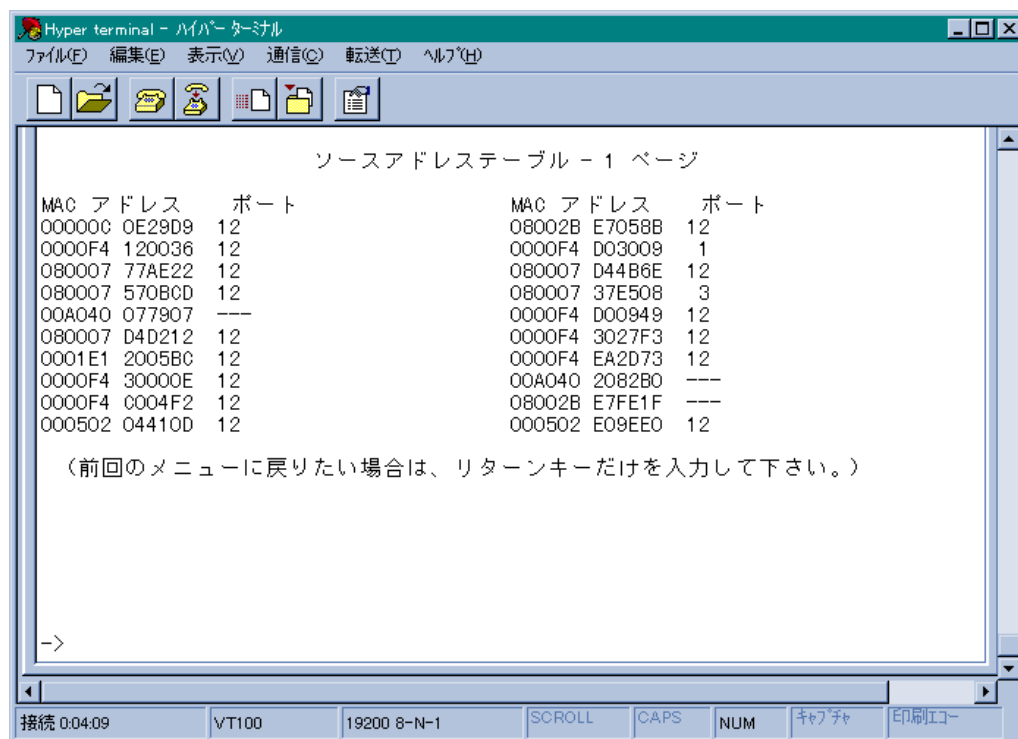 Hyper terminal - ハイパー ターミナル
ファイル(F) 編集(E) 表示(V) 通信(C) 転送(T) ヘルプ(H)
ソースアドレステーブル - 1 ページ
MAC アドレス ポート MAC アドレス ポート
00000C 0E29D9 12 08002B E7058B 12
0000F4 120036 12 0000F4 D03009 1
080007 77AE22 12 080007 D44B6E 12
080007 570BCD 12 080007 37E508 3
00A040 077907 --- 0000F4 D00949 12
080007 D4D212 12 0000F4 3027F3 12
0001E1 2005BC 12 0000F4 EA2D73 12
0000F4 30000E 12 00A040 2082B0 ---
0000F4 C004F2 12 08002B E7FE1F ---
000502 04410D 12 000502 E09EE0 12
(前回のメニューに戻りたい場合は、リターンキーだけを入力して下さい。)
->
接続 0:04:09 VT100 19200 8-N-1 SCROLL CAPS NUM キャプチャ 印刷エコー